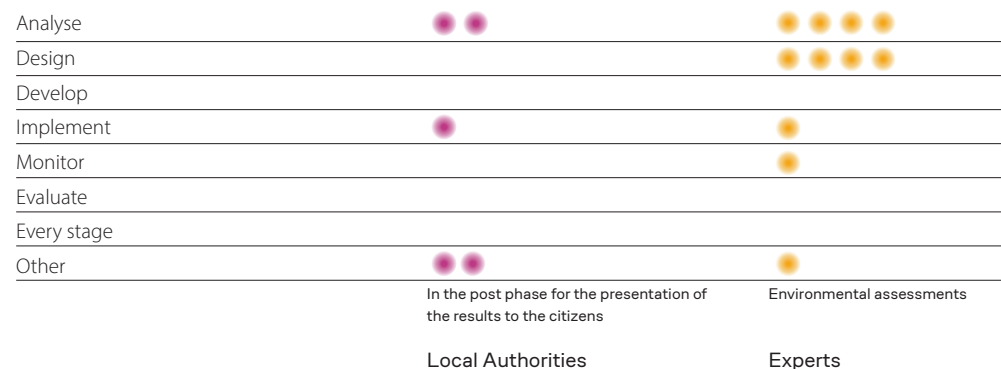 Analyse
Design
Develop
Implement
Monitor
Evaluate
Every stage
Other
In the post phase for the presentation of
the results to the citizens
Environmental assessments
Local Authorities
Experts